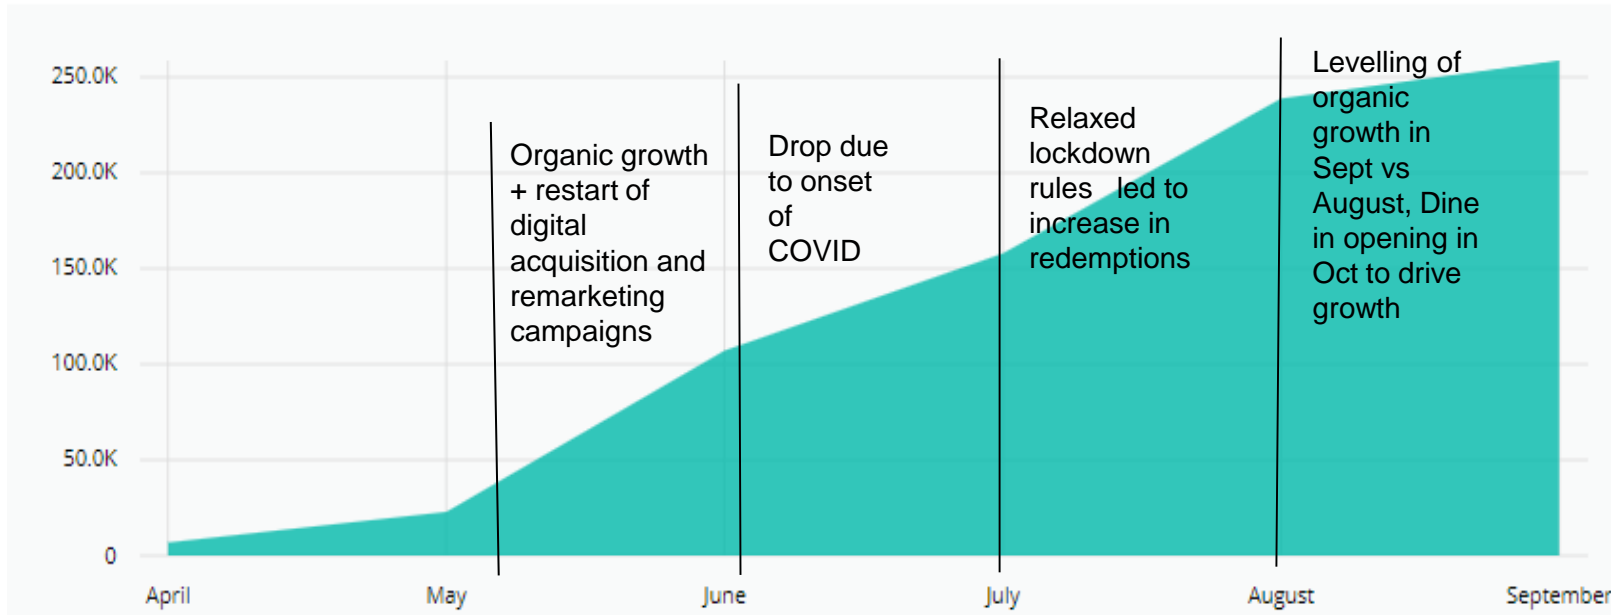 250.0K
200.0K
150.0K
100.0K
50.0K
0
Organic growth
+ restart of
digital
acquisition and
remarketing
campaigns
Drop due
to onset
of
COVID
Relaxed
lockdown
rules led to
increase in
redemptions
Levelling of
organic
growth in
Sept vs
August, Dine
in opening in
Oct to drive
growth
April May June July August September